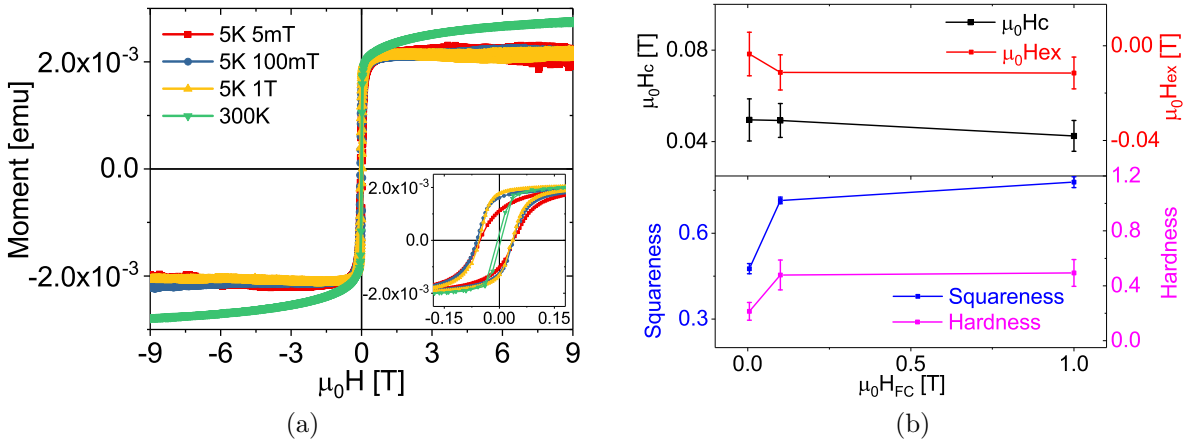 (a)
Moment [emu]
2.0x10⁻³
0.0
-2.0x10⁻³
5K 5mT
5K 100mT
5K 1T
300K
2.0x10⁻³
0.0
-2.0x10⁻³
-0.15 0.00 0.15
-9 -6 -3 0 3 6 9
μ₀H [T]
(a)
(b)
μ₀Hc [T]
0.08
0.04
μ₀Hc
μ₀Hex
0.00
-0.04
μ₀Hex [T]
Squareness
0.6
0.3
Squareness
Hardness
1.2
0.8
0.4
0.0
Hardness
0.0 0.5 1.0
μ₀H_FC [T]
(b)